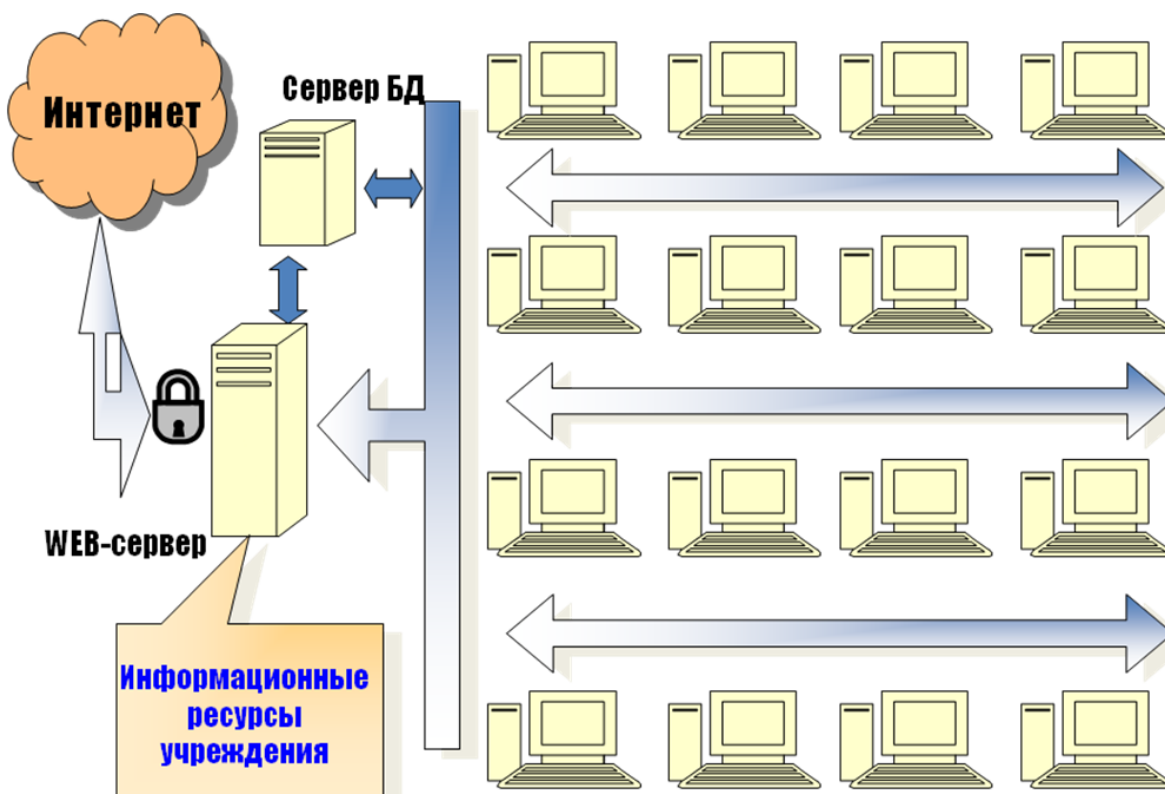 Интернет
Сервер БД
WEB-сервер
Информационные
ресурсы
учреждения